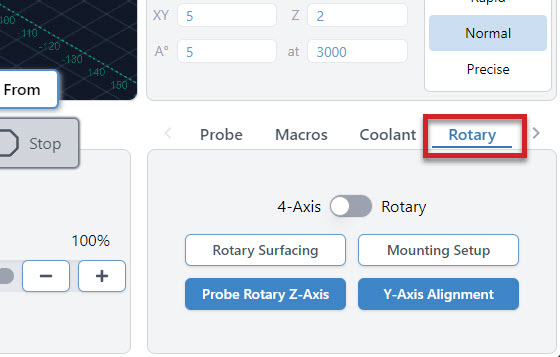 100
-110
-120
-130
-140
150
XY 5 Z 2
A° 5 at 3000
Normal
Precise
From
Stop
Probe Macros Coolant Rotary
4-Axis Rotary
100%
Rotary Surfacing Mounting Setup
Probe Rotary Z-Axis Y-Axis Alignment